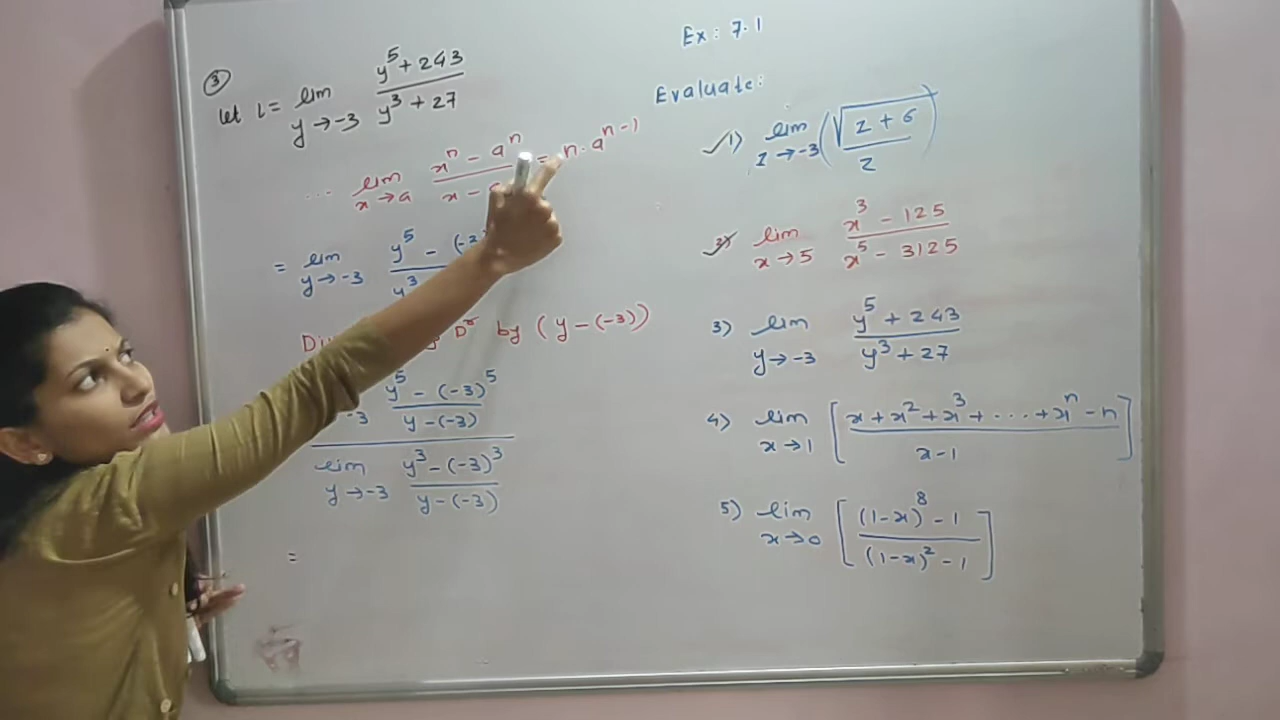 ③
let l = lim y→-3 y⁵ + 243 / y³ + 27
... lim x→a xⁿ - aⁿ / x - = n · aⁿ⁻¹
= lim y→-3 y⁵ - / y³
Dʳ by (y - (-3))
-3 y⁵ - (-3)⁵ / y - (-3)
lim y→-3 y³ - (-3)³ / y - (-3)
=
Ex: 7.1
Evaluate:
1) lim z→-3 (√z + 6 / z)
2) lim x→5 x³ - 125 / x⁵ - 3125
3) lim y→-3 y⁵ + 243 / y³ + 27
4) lim x→1 [x + x² + x³ + ... + xⁿ - n / x - 1]
5) lim x→0 [(1-x)⁸ - 1 / (1-x)² - 1]